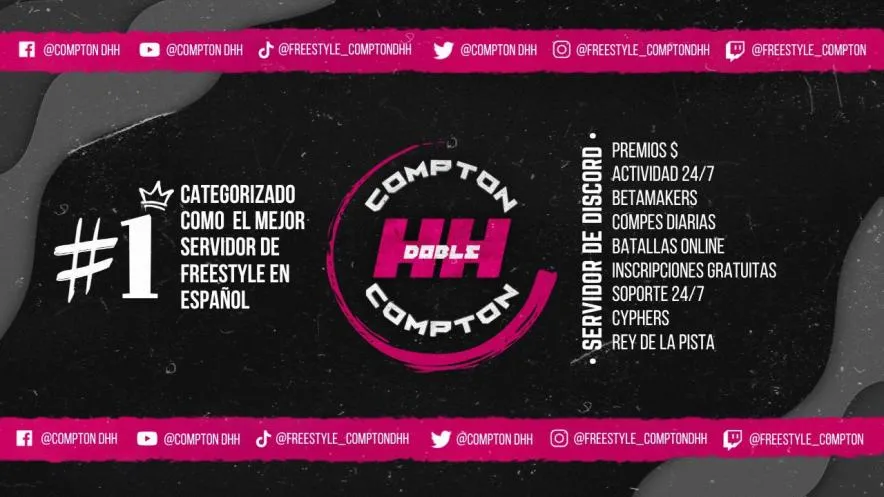 @COMPTON DHH @COMPTON DHH @FREESTYLE_COMPTONDHH @COMPTON DHH @FREESTYLE_COMPTONDHH @FREESTYLE_COMPTON
#1
CATEGORIZADO
COMO EL MEJOR
SERVIDOR DE
FREESTYLE EN
ESPAÑOL
COMPTON
HH
DOBLE
COMPTON
• SERVIDOR DE DISCORD •
PREMIOS $
ACTIVIDAD 24/7
BETAMAKERS
COMPES DIARIAS
BATALLAS ONLINE
INSCRIPCIONES GRATUITAS
SOPORTE 24/7
CYPHERS
REY DE LA PISTA
@COMPTON DHH @COMPTON DHH @FREESTYLE_COMPTONDHH @COMPTON DHH @FREESTYLE_COMPTONDHH @FREESTYLE_COMPTON